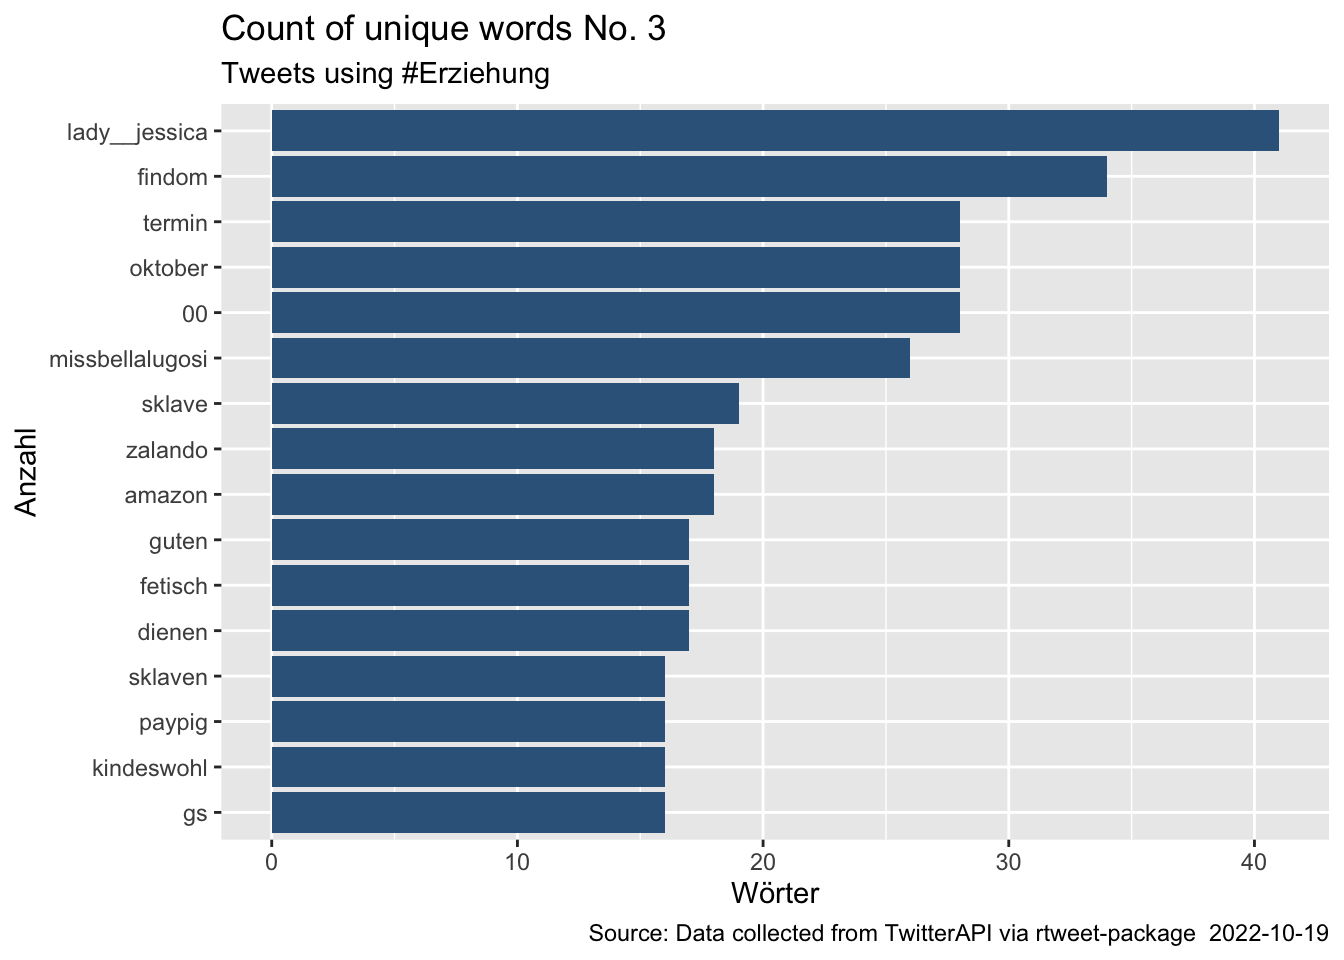 Count of unique words No. 3
Tweets using #Erziehung
lady__jessica
findom
termin
oktober
00
missbellalugosi
sklave
zalando
amazon
guten
fetisch
dienen
sklaven
paypig
kindeswohl
gs
Anzahl
0 10 20 30 40
Wörter
Source: Data collected from TwitterAPI via rtweet-package  2022-10-19